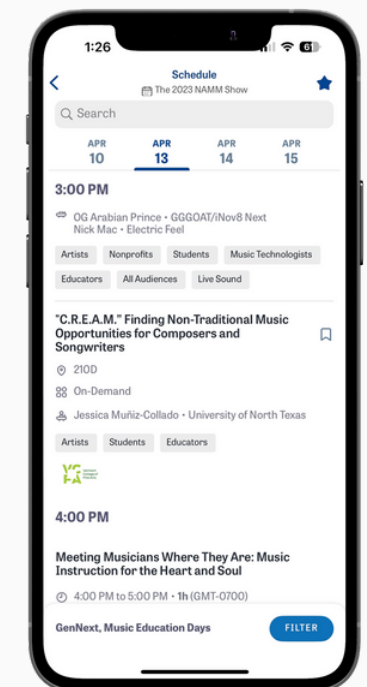 1:26
61
Schedule
The 2023 NAMM Show
Search
APR APR APR APR
10 13 14 15
3:00 PM
OG Arabian Prince • GGGOAT/iNov8 Next
Nick Mac • Electric Feel
Artists Nonprofits Students Music Technologists
Educators All Audiences Live Sound
"C.R.E.A.M." Finding Non-Traditional Music
Opportunities for Composers and
Songwriters
210D
On-Demand
Jessica Muñiz-Collado • University of North Texas
Artists Students Educators
4:00 PM
Meeting Musicians Where They Are: Music
Instruction for the Heart and Soul
4:00 PM to 5:00 PM • 1h (GMT-0700)
GenNext, Music Education Days
FILTER